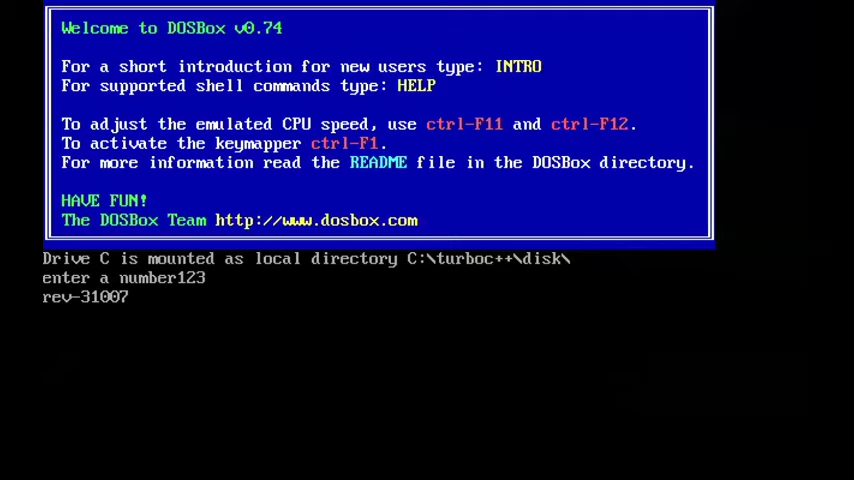 Welcome to DOSBox v0.74
For a short introduction for new users type: INTRO
For supported shell commands type: HELP
To adjust the emulated CPU speed, use ctrl-F11 and ctrl-F12.
To activate the keymapper ctrl-F1.
For more information read the README file in the DOSBox directory.
HAVE FUN!
The DOSBox Team http://www.dosbox.com
Drive C is mounted as local directory C:\turboc++\disk\
enter a number123
rev-31007